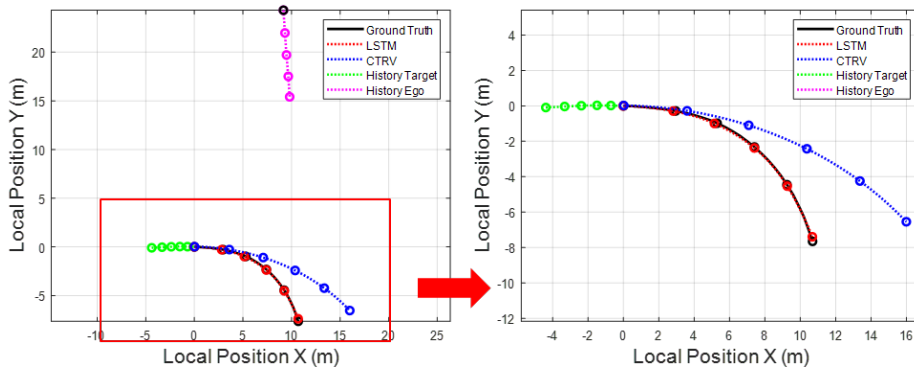 20
15
10
5
0
-5
Local Position Y (m)
-15
-10
-5
0
5
10
15
20
25
Local Position X (m)
Ground Truth
LSTM
CTRV
History Target
History Ego
4
2
0
-2
-4
-6
-8
-10
-12
Local Position Y (m)
-4
-2
0
2
4
6
8
10
12
14
16
Local Position X (m)
Ground Truth
LSTM
CTRV
History Target
History Ego